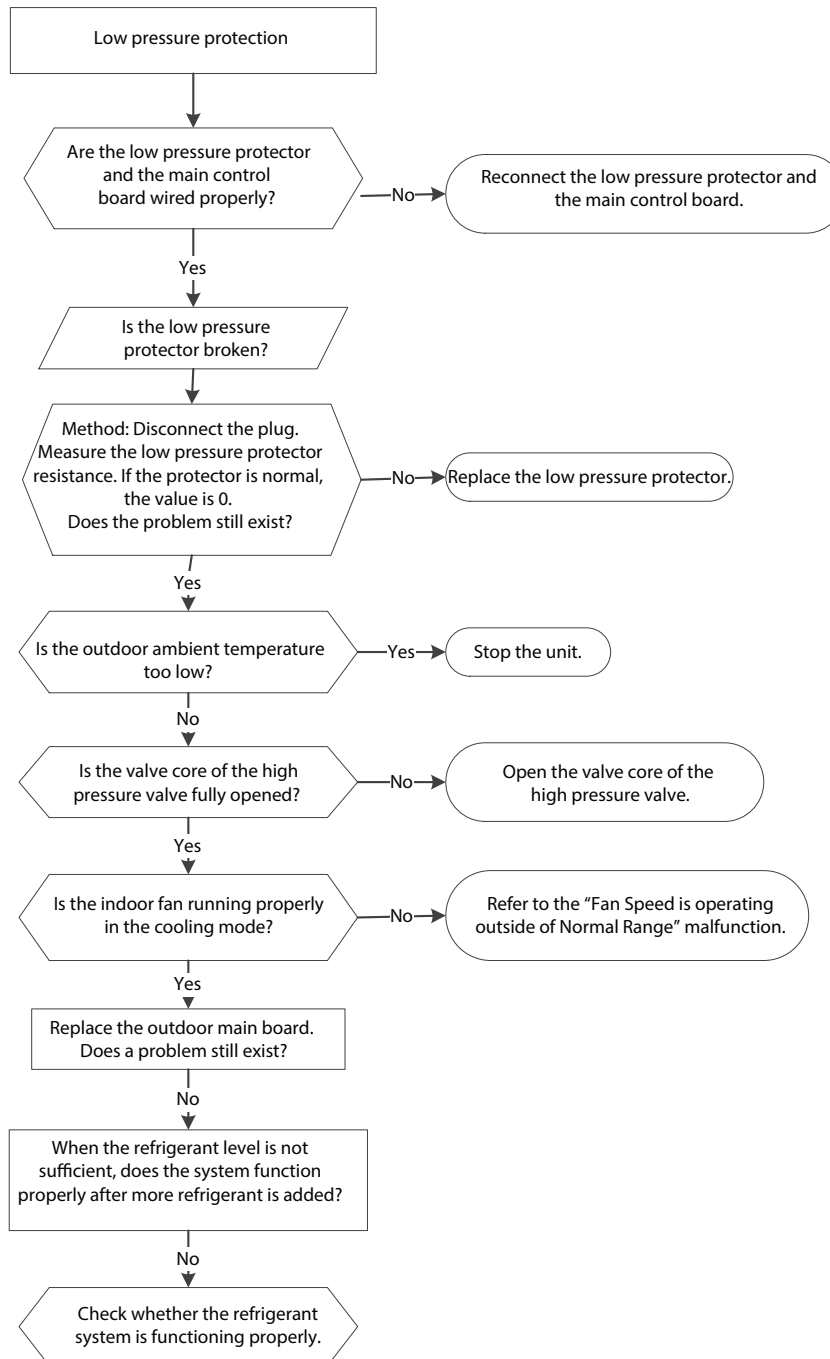 Low pressure protection
Are the low pressure protector
and the main control
board wired properly?
No
Reconnect the low pressure protector and
the main control board.
Yes
Is the low pressure
protector broken?
Method: Disconnect the plug.
Measure the low pressure protector
resistance. If the protector is normal,
the value is 0.
Does the problem still exist?
No
Replace the low pressure protector.
Yes
Is the outdoor ambient temperature
too low?
Yes
Stop the unit.
No
Is the valve core of the high
pressure valve fully opened?
No
Open the valve core of the
high pressure valve.
Yes
Is the indoor fan running properly
in the cooling mode?
No
Refer to the “Fan Speed is operating
outside of Normal Range” malfunction.
Yes
Replace the outdoor main board.
Does a problem still exist?
No
When the refrigerant level is not
sufficient, does the system function
properly after more refrigerant is added?
No
Check whether the refrigerant
system is functioning properly.